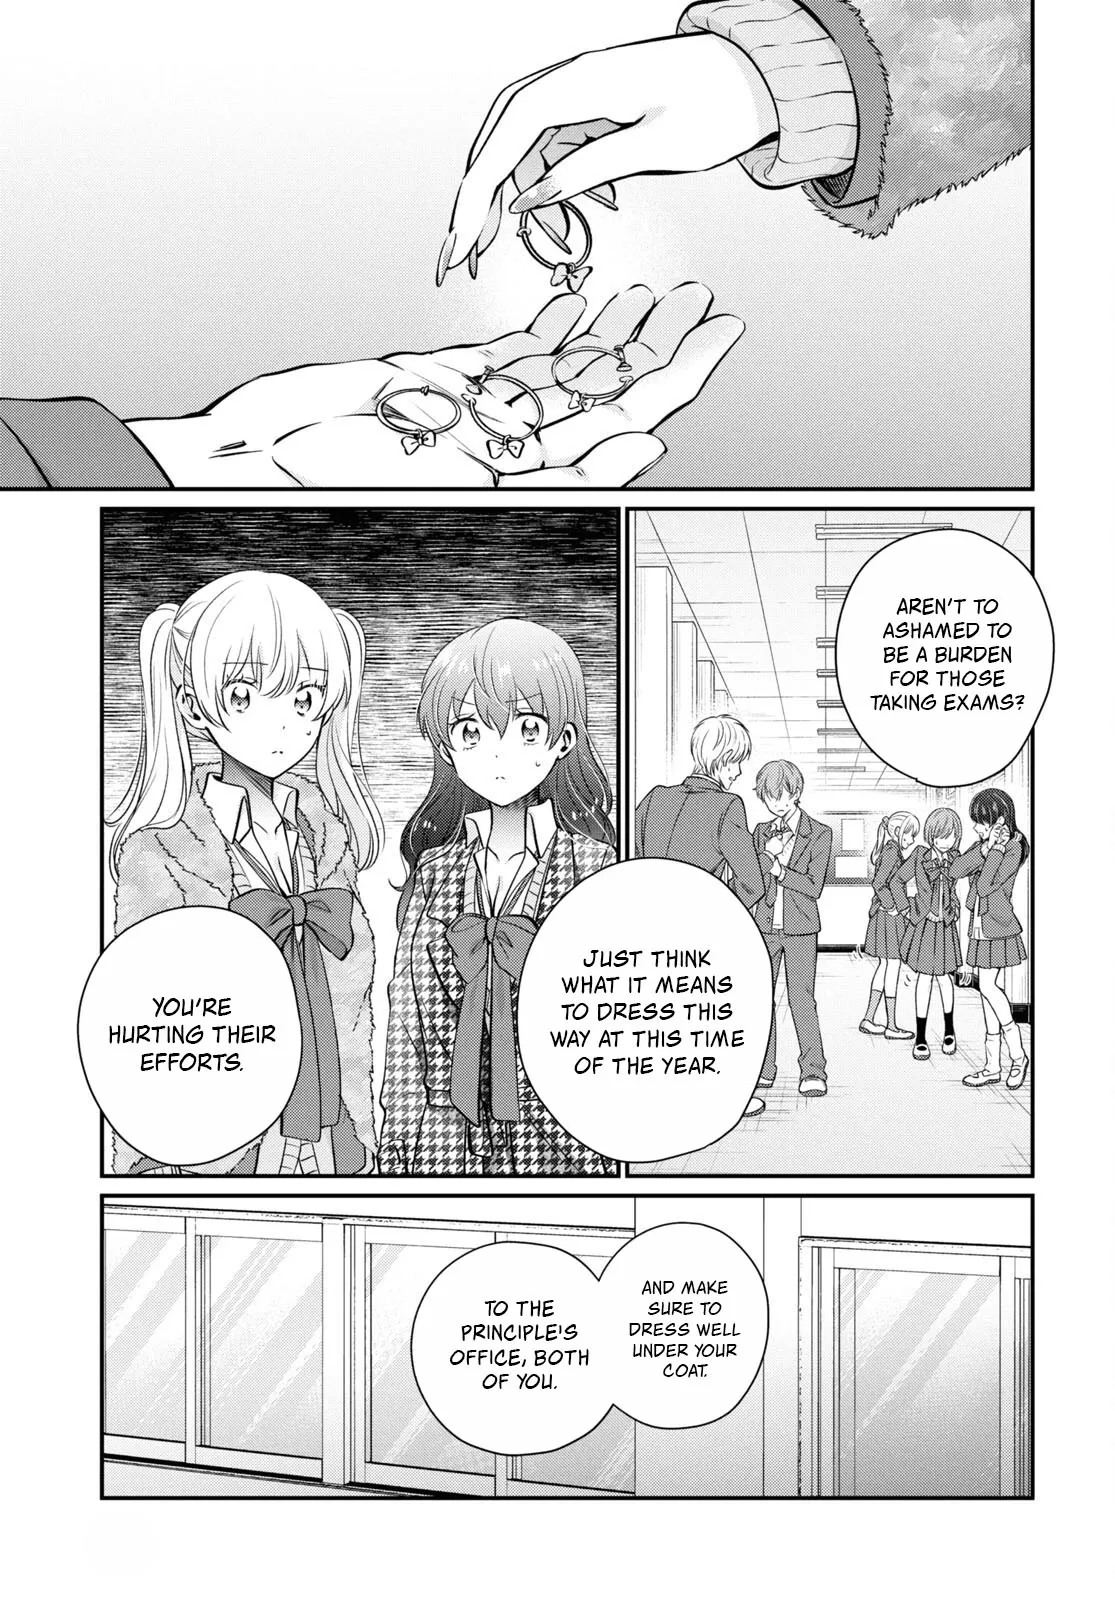 AREN'T TO
ASHAMED TO
BE A BURDEN
FOR THOSE
TAKING EXAMS?
JUST THINK
WHAT IT MEANS
TO DRESS THIS
WAY AT THIS TIME
OF THE YEAR.
YOU'RE
HURTING THEIR
EFFORTS.
AND MAKE
SURE TO
DRESS WELL
UNDER YOUR
COAT.
TO THE
PRINCIPLE'S
OFFICE, BOTH
OF YOU.